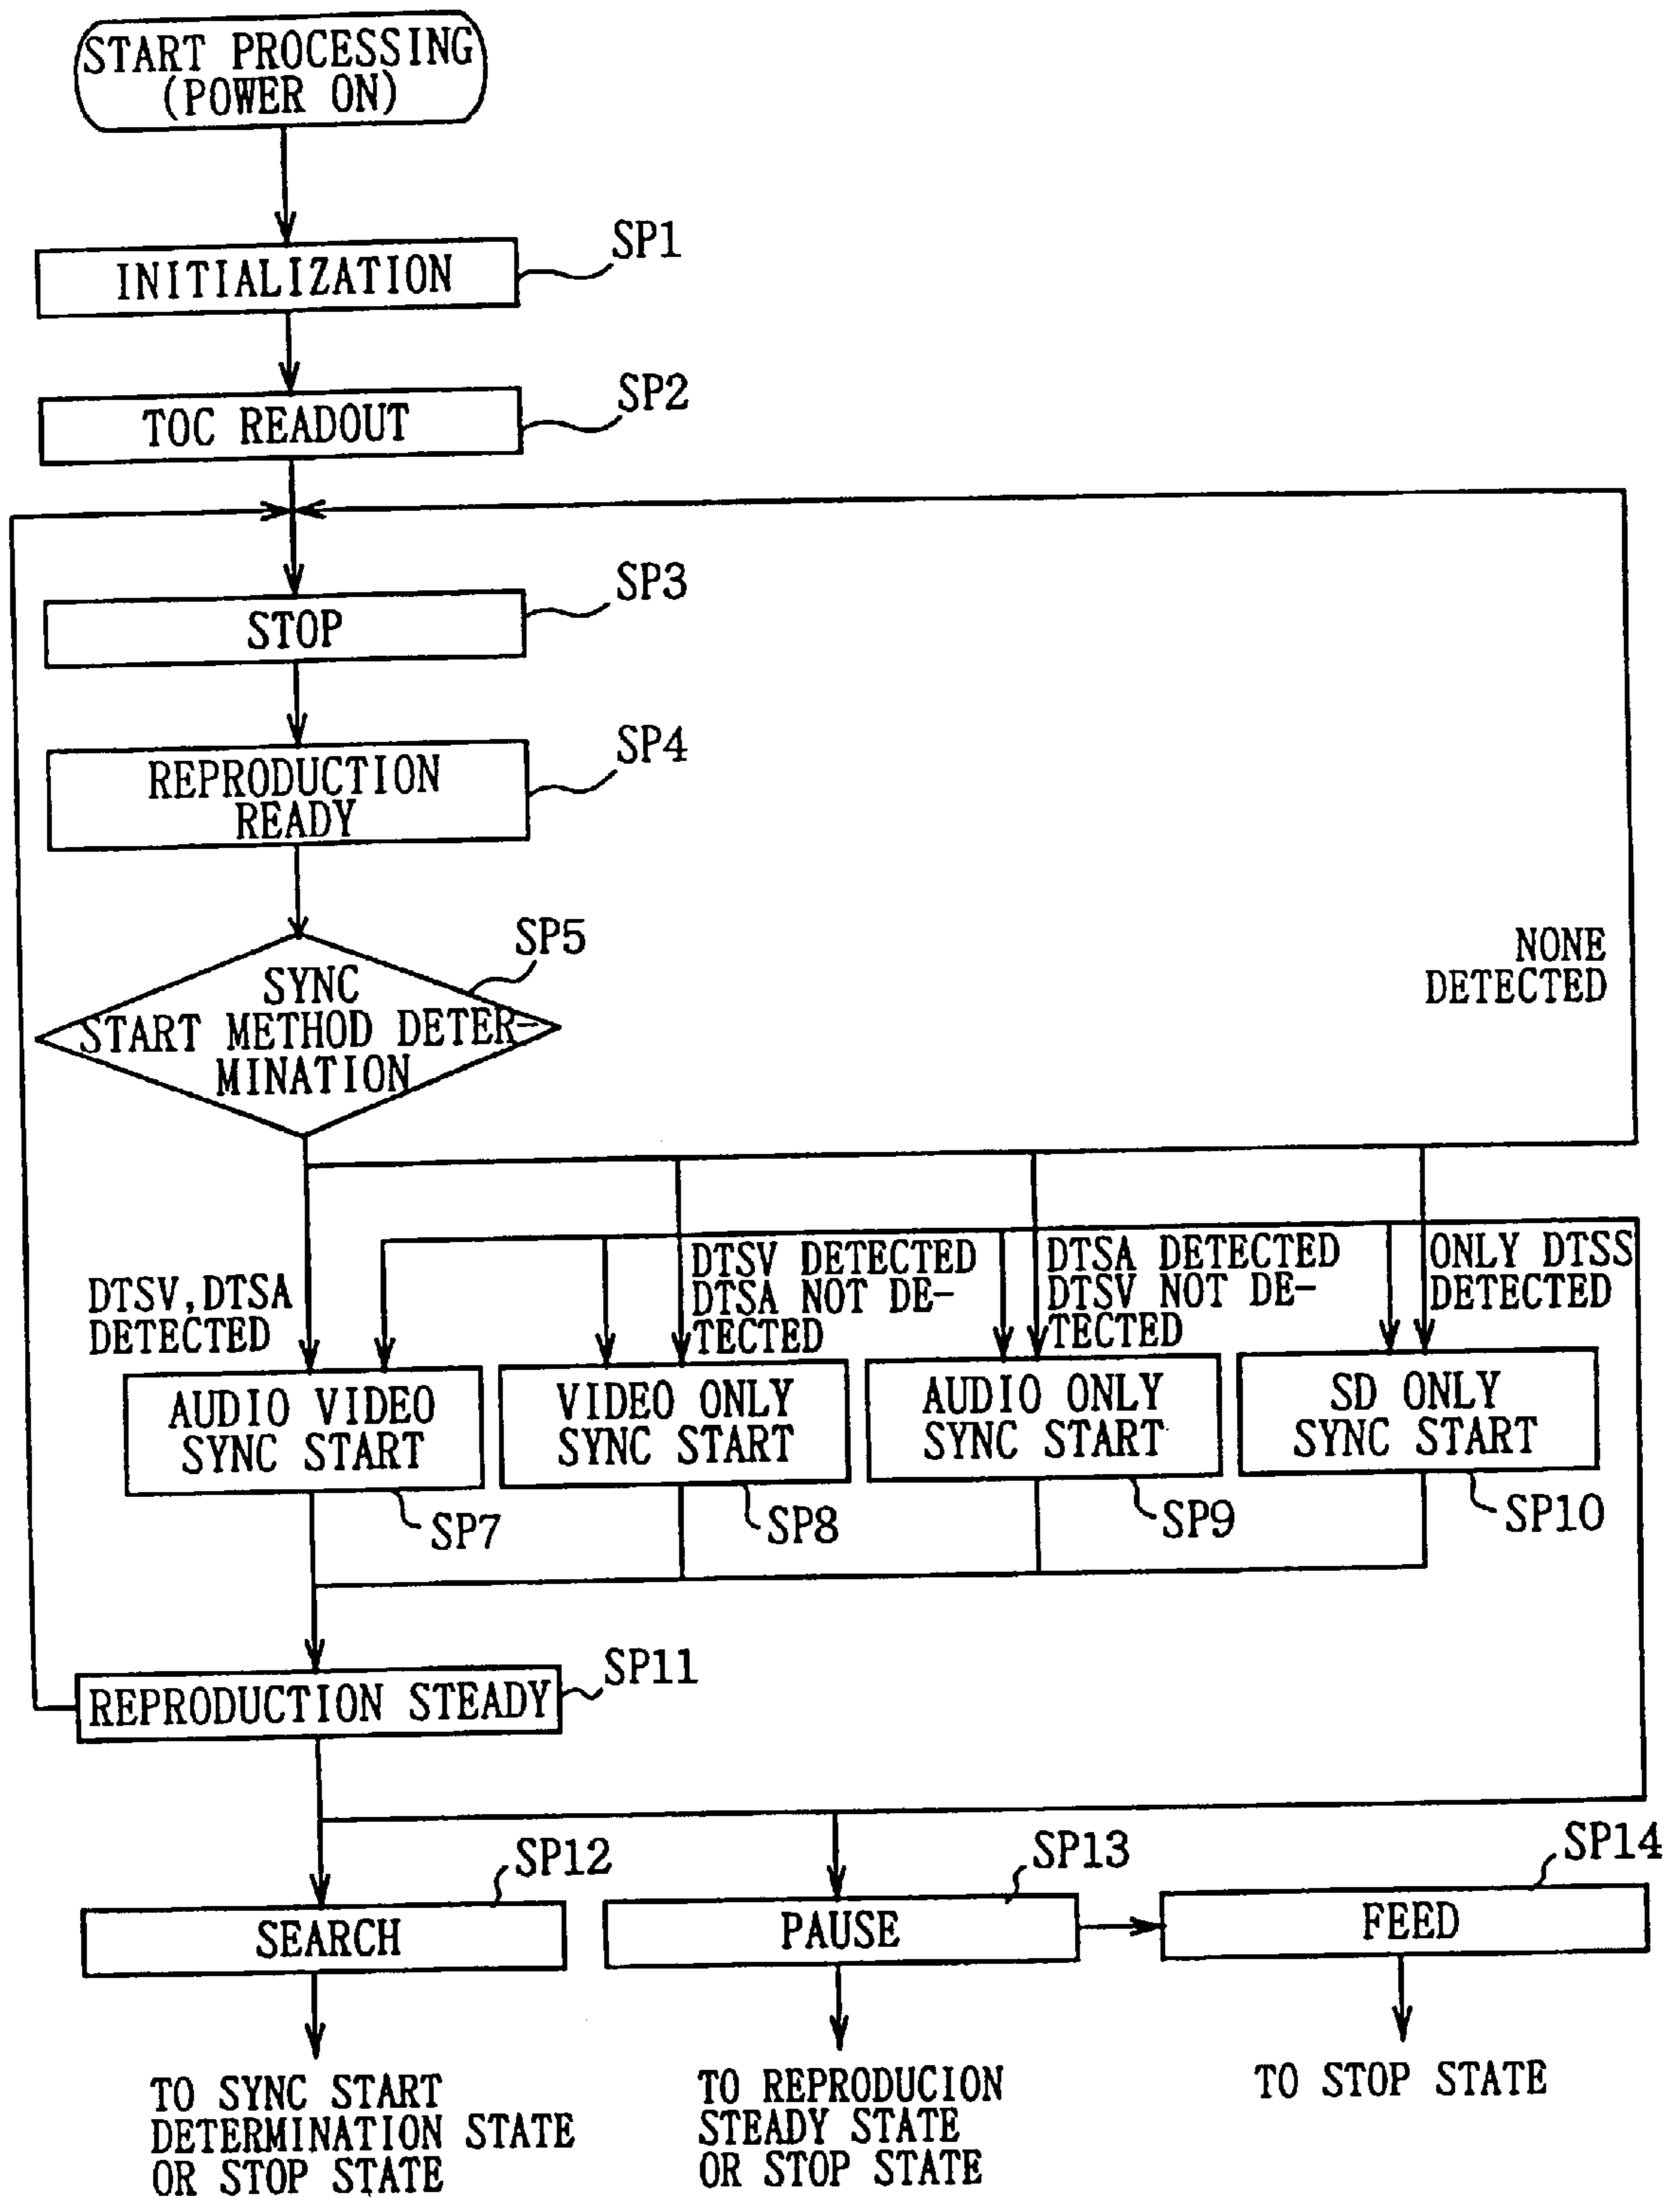 START PROCESSING
(POWER ON)
SP1
INITIALIZATION
SP2
TOC READOUT
SP3
STOP
SP4
REPRODUCTION
READY
SP5
SYNC
START METHOD DETER-
MINATION
NONE
DETECTED
DTSV, DTSA
DETECTED
DTSV DETECTED
DTSA NOT DE-
TECTED
DTSA DETECTED
DTSV NOT DE-
TECTED
ONLY DTSS
DETECTED
AUDIO VIDEO
SYNC START
VIDEO ONLY
SYNC START
AUDIO ONLY
SYNC START
SD ONLY
SYNC START
SP7
SP8
SP9
SP10
SP11
REPRODUCTION STEADY
SP12
SP13
SP14
SEARCH
PAUSE
FEED
TO SYNC START
DETERMINATION STATE
OR STOP STATE
TO REPRODUCION
STEADY STATE
OR STOP STATE
TO STOP STATE